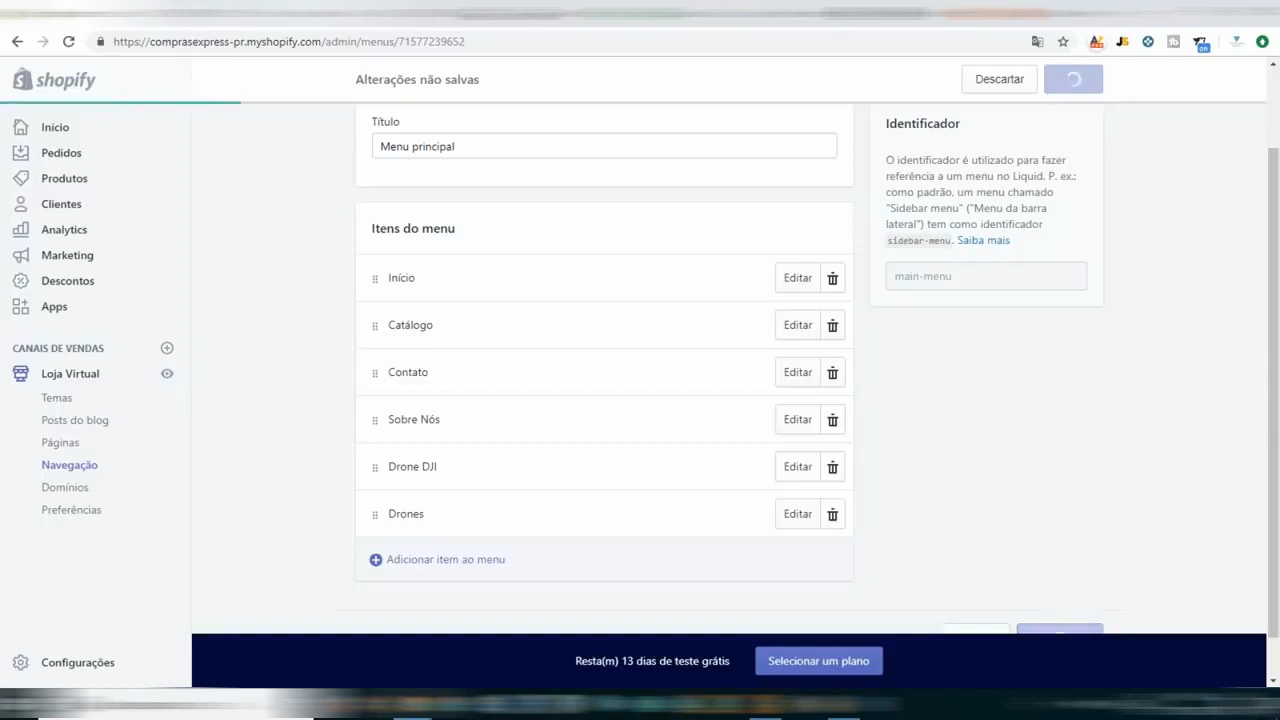 https://comprasexpress-pr.myshopify.com/admin/menus/71577239652
JS
on
shopify
Alterações não salvas
Descartar
Início
Pedidos
Produtos
Clientes
Analytics
Marketing
Descontos
Apps
CANAIS DE VENDAS
Loja Virtual
Temas
Posts do blog
Páginas
Navegação
Domínios
Preferências
Configurações
Título
Menu principal
Itens do menu
Início
Editar
Catálogo
Editar
Contato
Editar
Sobre Nós
Editar
Drone DJI
Editar
Drones
Editar
Adicionar item ao menu
Identificador
O identificador é utilizado para fazer
referência a um menu no Liquid. P. ex.:
como padrão, um menu chamado
"Sidebar menu" ("Menu da barra
lateral") tem como identificador
sidebar-menu. Saiba mais
main-menu
Resta(m) 13 dias de teste grátis
Selecionar um plano